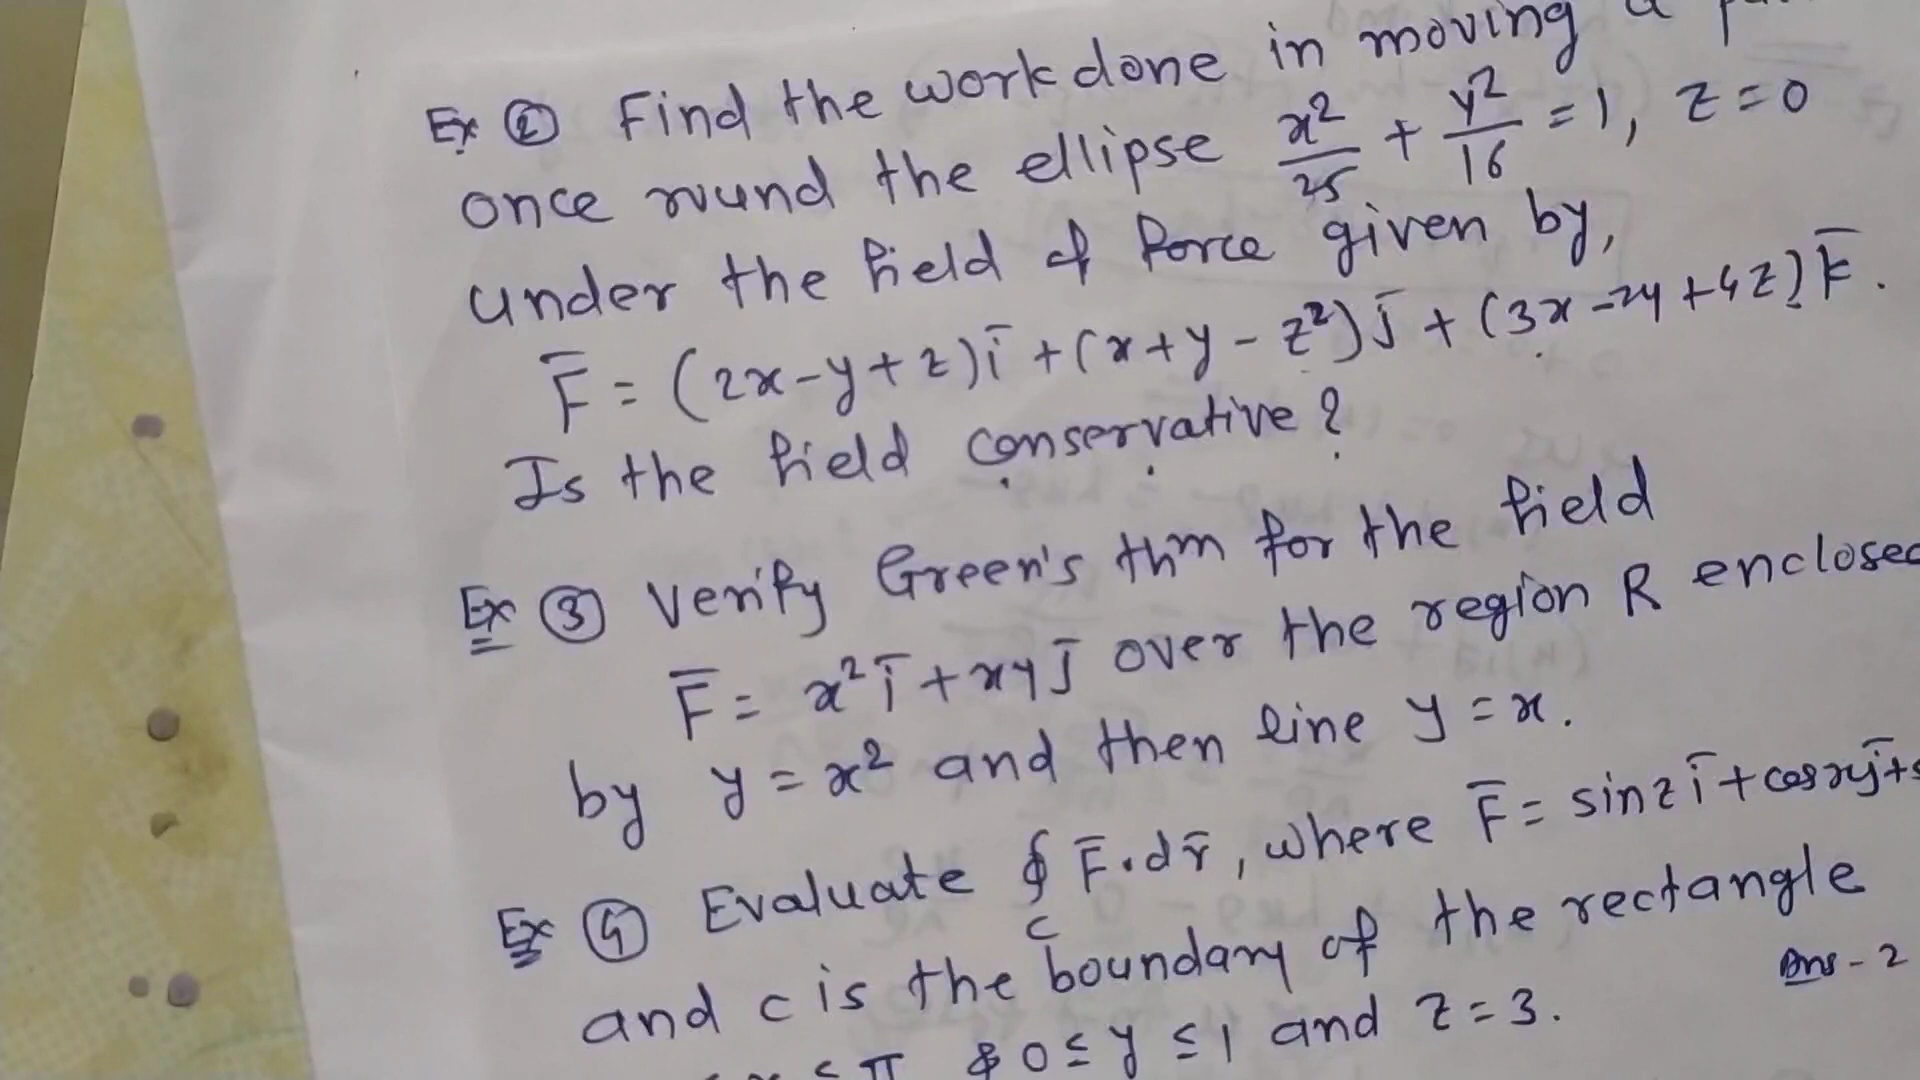 Ex ② Find the work done in moving a
once round the ellipse x²/25 + y²/16 = 1, z=0
under the field of force given by,
F̄ = (2x-y+z)ī + (x+y-z²)j̄ + (3x-2y+4z)k̄.
Is the field conservative?
Ex ③ Verify Green's thm for the field
F̄ = x²ī + xyj̄ over the region R enclosed
by y = x² and then line y = x.
Ex ④ Evaluate ∮c F̄.dr̄, where F̄ = sinz ī + cosx j̄ +
and c is the boundary of the rectangle
Ans - 2
≤ π & 0 ≤ y ≤ 1 and z = 3.